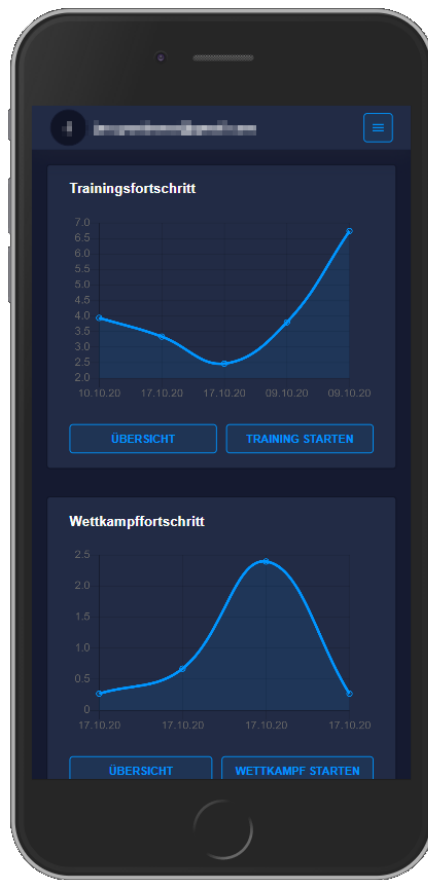 Trainingsfortschritt
7.0
6.5
6.0
5.5
5.0
4.5
4.0
3.5
3.0
2.5
2.0
10.10.20 17.10.20 17.10.20 09.10.20 09.10.20
ÜBERSICHT TRAINING STARTEN
Wettkampffortschritt
2.5
2.0
1.5
1.0
0.5
0
17.10.20 17.10.20 17.10.20 17.10.20
ÜBERSICHT WETTKAMPF STARTEN